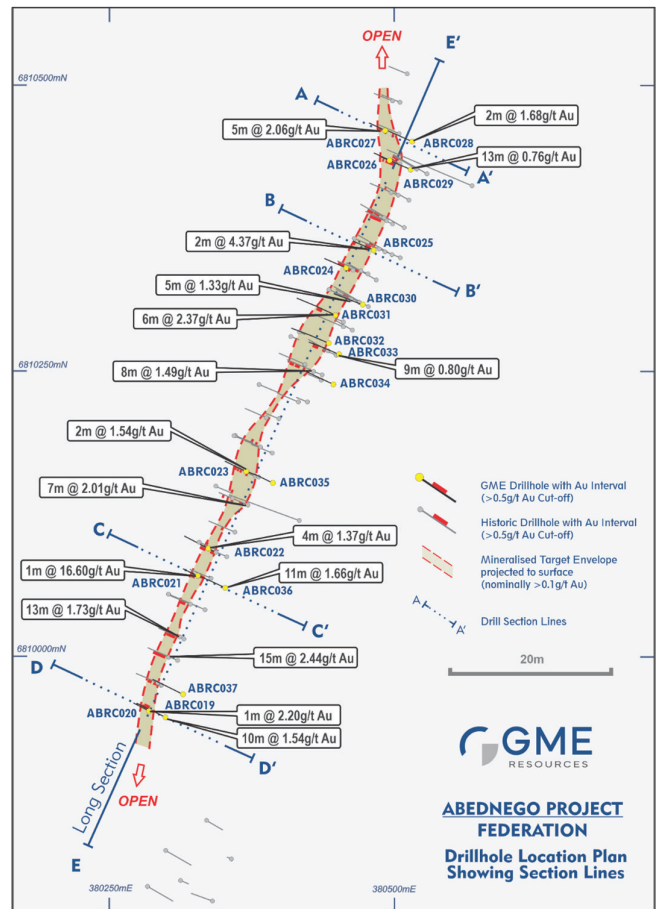 OPEN
E'
6810500mN
A
2m @ 1.68g/t Au
5m @ 2.06g/t Au
ABRC027
ABRC028
ABRC026
13m @ 0.76g/t Au
A'
ABRC029
B
2m @ 4.37g/t Au
ABRC025
ABRC024
5m @ 1.33g/t Au
B'
ABRC030
6m @ 2.37g/t Au
ABRC031
ABRC032
ABRC033
6810250mN
8m @ 1.49g/t Au
9m @ 0.80g/t Au
ABRC034
2m @ 1.54g/t Au
ABRC023
ABRC035
7m @ 2.01g/t Au
GME Drillhole with Au Interval
(>0.5g/t Au Cut-off)
Historic Drillhole with Au Interval
(>0.5g/t Au Cut-off)
Mineralised Target Envelope
projected to surface
(nominally >0.1g/t Au)
A
A'
Drill Section Lines
C
4m @ 1.37g/t Au
ABRC022
1m @ 16.60g/t Au
ABRC021
11m @ 1.66g/t Au
ABRC036
13m @ 1.73g/t Au
C'
6810000mN
D
15m @ 2.44g/t Au
20m
ABRC037
ABRC019
ABRC020
1m @ 2.20g/t Au
10m @ 1.54g/t Au
D'
Long Section
OPEN
E
GME
RESOURCES
ABEDNEGO PROJECT
FEDERATION
Drillhole Location Plan
Showing Section Lines
380250mE
380500mE